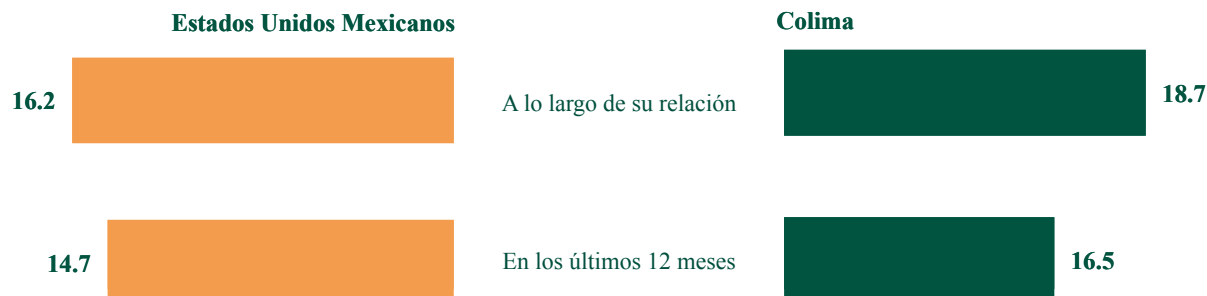 Estados Unidos Mexicanos
Colima
16.2
A lo largo de su relación
18.7
14.7
En los últimos 12 meses
16.5